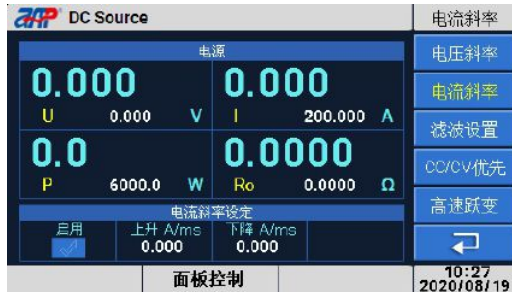 DC Source
电流斜率
电源
0.000
0.000
U 0.000 V
I 200.000 A
0.0
0.0000
P 6000.0 W
Ro 0.0000 Ω
电流斜率设定
启用
上升 A/ms
下降 A/ms
0.000
0.000
电压斜率
电流斜率
滤波设置
CC/CV优先
高速跃变
面板控制
10:27
2020/08/19